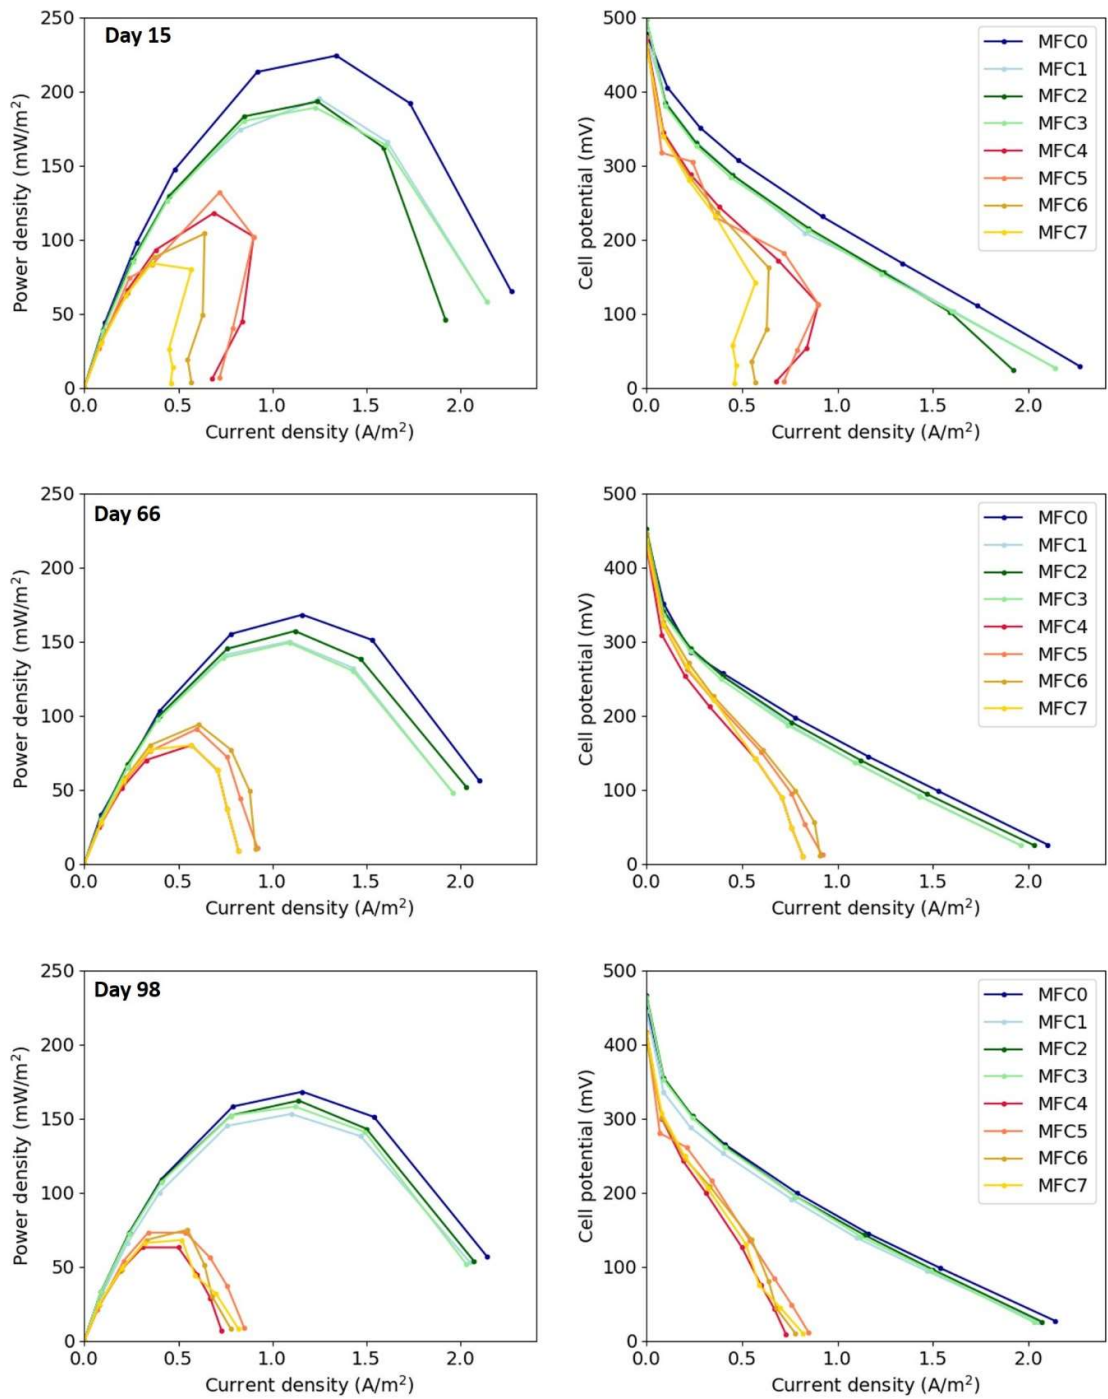 Day 15
Power density (mW/m²)
250
200
150
100
50
0
0.0 0.5 1.0 1.5 2.0
Current density (A/m²)
Cell potential (mV)
500
400
300
200
100
0
0.0 0.5 1.0 1.5 2.0
Current density (A/m²)
MFC0
MFC1
MFC2
MFC3
MFC4
MFC5
MFC6
MFC7
Day 66
Power density (mW/m²)
250
200
150
100
50
0
0.0 0.5 1.0 1.5 2.0
Current density (A/m²)
Cell potential (mV)
500
400
300
200
100
0
0.0 0.5 1.0 1.5 2.0
Current density (A/m²)
MFC0
MFC1
MFC2
MFC3
MFC4
MFC5
MFC6
MFC7
Day 98
Power density (mW/m²)
250
200
150
100
50
0
0.0 0.5 1.0 1.5 2.0
Current density (A/m²)
Cell potential (mV)
500
400
300
200
100
0
0.0 0.5 1.0 1.5 2.0
Current density (A/m²)
MFC0
MFC1
MFC2
MFC3
MFC4
MFC5
MFC6
MFC7